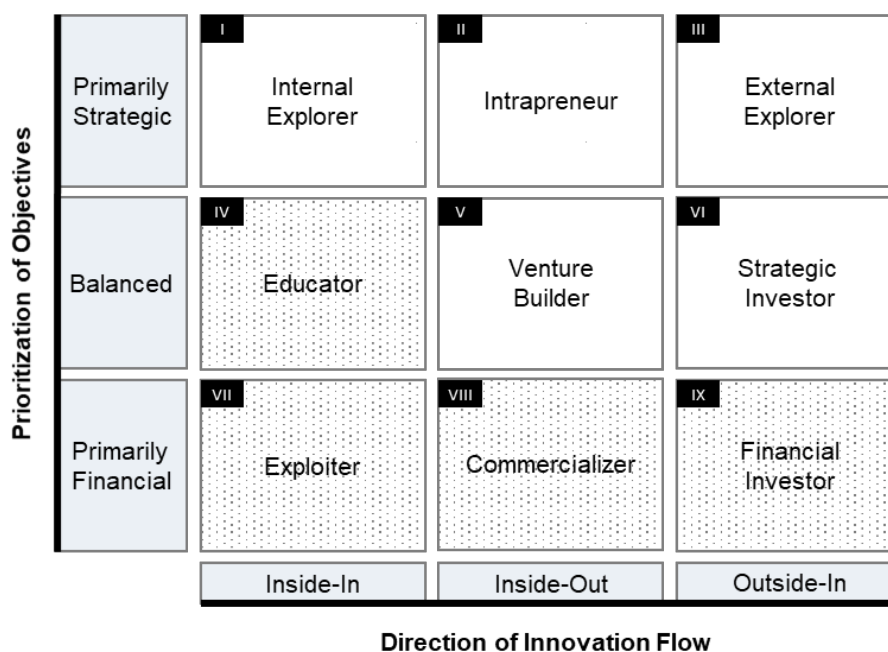 I
II
III
Primarily
Strategic
Internal
Explorer
Intrapreneur
External
Explorer
IV
V
VI
Balanced
Educator
Venture
Builder
Strategic
Investor
VII
VIII
IX
Primarily
Financial
Exploiter
Commercializer
Financial
Investor
Prioritization of Objectives
Inside-In
Inside-Out
Outside-In
Direction of Innovation Flow